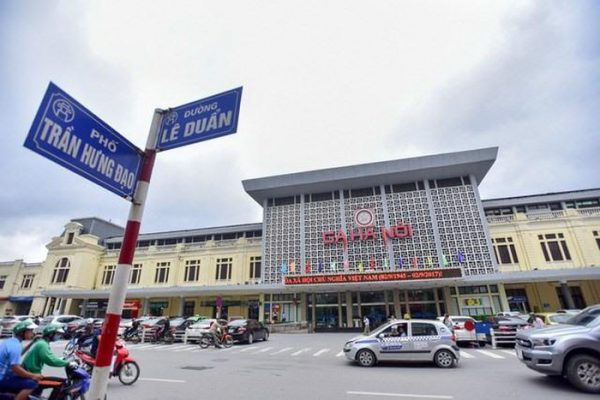 PHỐ
TRẦN HƯNG ĐẠO
ĐƯỜNG
LÊ DUẨN
GA HÀ NỘI